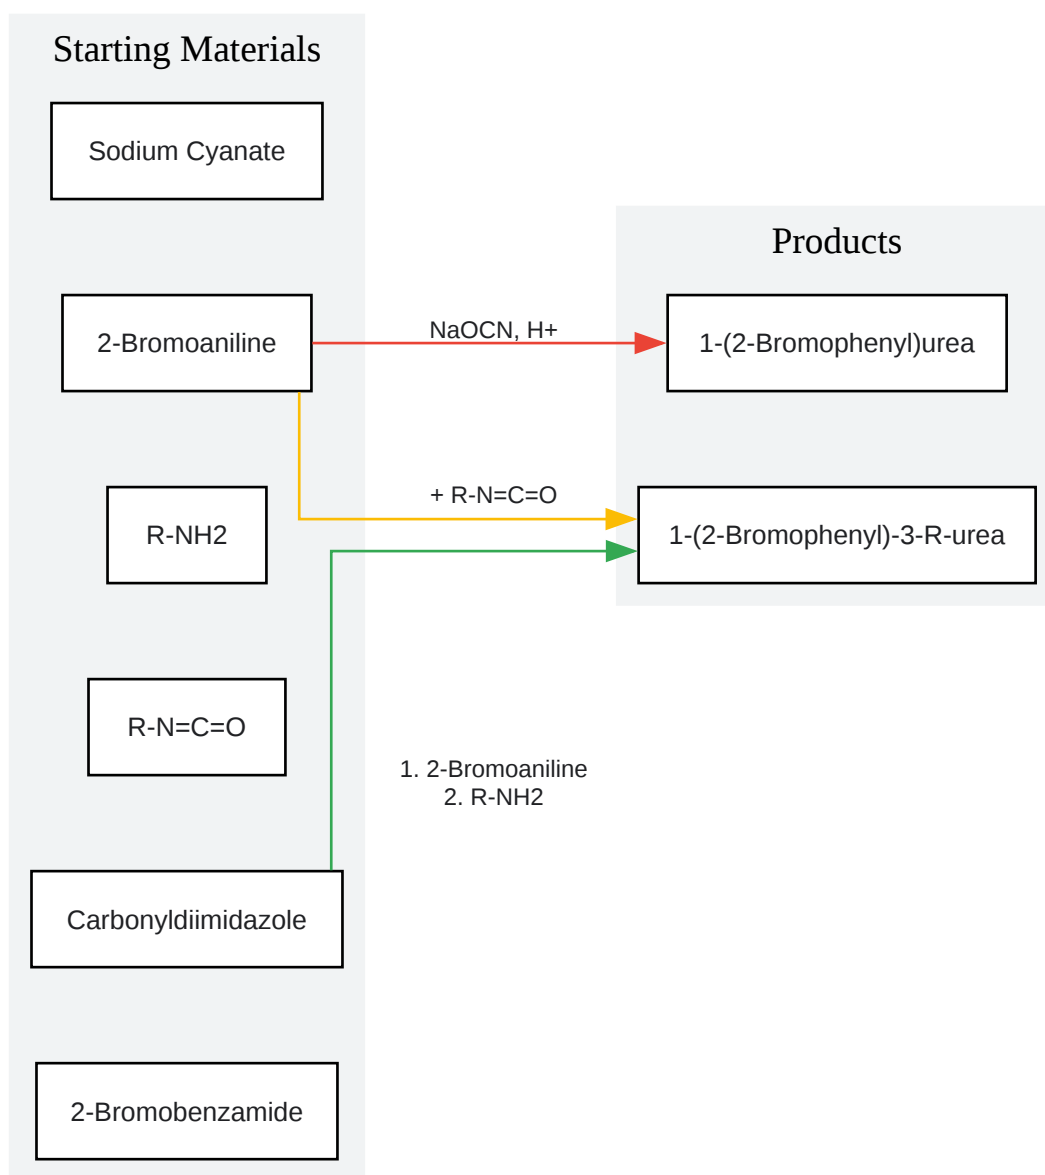 Starting Materials
Sodium Cyanate
Products
2-Bromoaniline
NaOCN, H+
1-(2-Bromophenyl)urea
R-NH2
+ R-N=C=O
1-(2-Bromophenyl)-3-R-urea
R-N=C=O
1. 2-Bromoaniline
2. R-NH2
Carbonyldiimidazole
2-Bromobenzamide